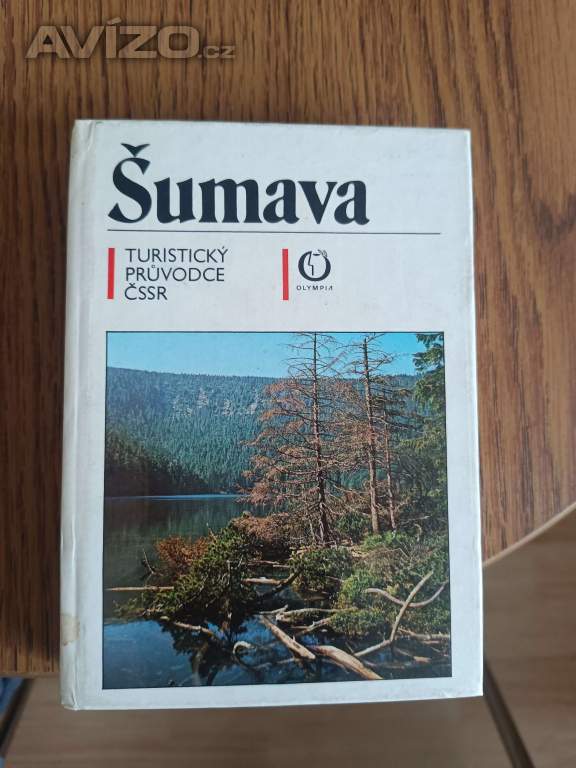 AVÍZO.cz
Šumava
TURISTICKÝ
PRŮVODCE
ČSSR
OLYMPIA